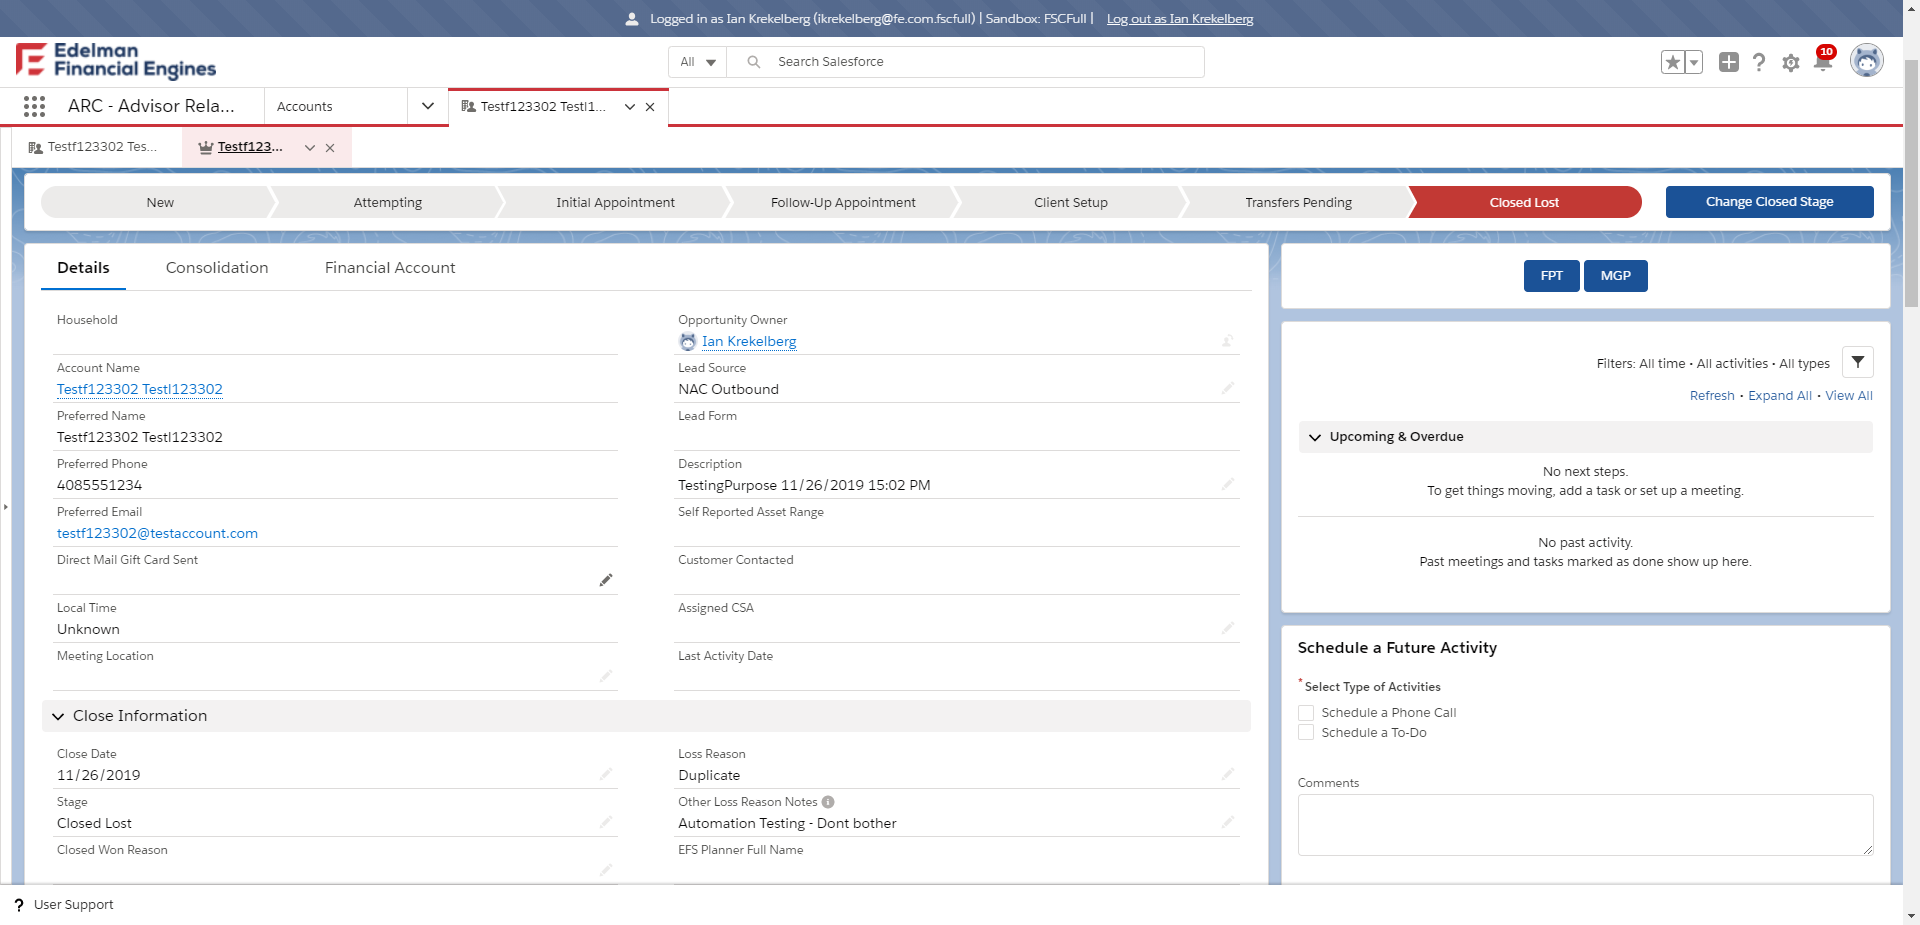 Logged in as Ian Krekelberg (ikrekelberg@fe.com.fscfull) | Sandbox: FSCFull | Log out as Ian Krekelberg
Edelman
Financial Engines
All
Search Salesforce
10
ARC - Advisor Rela...
Accounts
Testf123302 Testl1...
Testf123302 Tes...
Testf123...
New
Attempting
Initial Appointment
Follow-Up Appointment
Client Setup
Transfers Pending
Closed Lost
Change Closed Stage
Details
Consolidation
Financial Account
Household
Opportunity Owner
Ian Krekelberg
Account Name
Testf123302 Testl123302
Lead Source
NAC Outbound
Preferred Name
Testf123302 Testl123302
Lead Form
Preferred Phone
4085551234
Description
TestingPurpose 11/26/2019 15:02 PM
Preferred Email
testf123302@testaccount.com
Self Reported Asset Range
Direct Mail Gift Card Sent
Customer Contacted
Local Time
Unknown
Assigned CSA
Meeting Location
Last Activity Date
Close Information
Close Date
11/26/2019
Loss Reason
Duplicate
Stage
Closed Lost
Other Loss Reason Notes
Automation Testing - Dont bother
Closed Won Reason
EFS Planner Full Name
FPT
MGP
Filters: All time • All activities • All types
Refresh • Expand All • View All
Upcoming & Overdue
No next steps.
To get things moving, add a task or set up a meeting.
No past activity.
Past meetings and tasks marked as done show up here.
Schedule a Future Activity
*Select Type of Activities
Schedule a Phone Call
Schedule a To-Do
Comments
? User Support